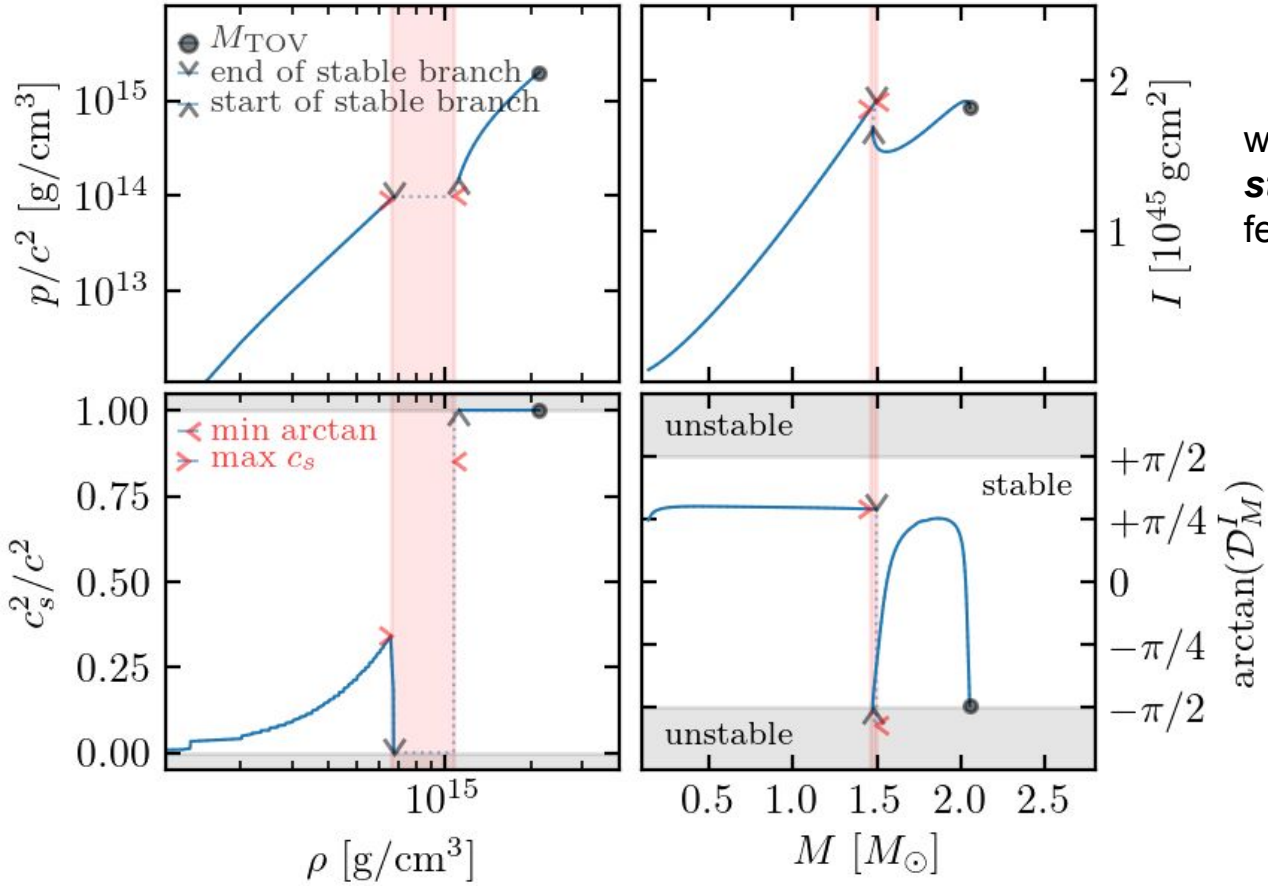 M_TOV
end of stable branch
start of stable branch
10^15
10^14
10^13
p/c^2 [g/cm^3]
2
1
I [10^45 gcm^2]
min arctan
max c_s
1.00
0.75
0.50
0.25
0.00
c_s^2/c^2
10^15
ρ [g/cm^3]
unstable
stable
unstable
+π/2
+π/4
0
−π/4
−π/2
arctan(𝒟_M^I)
0.5 1.0 1.5 2.0 2.5
M [M_⊙]
w
st
fe